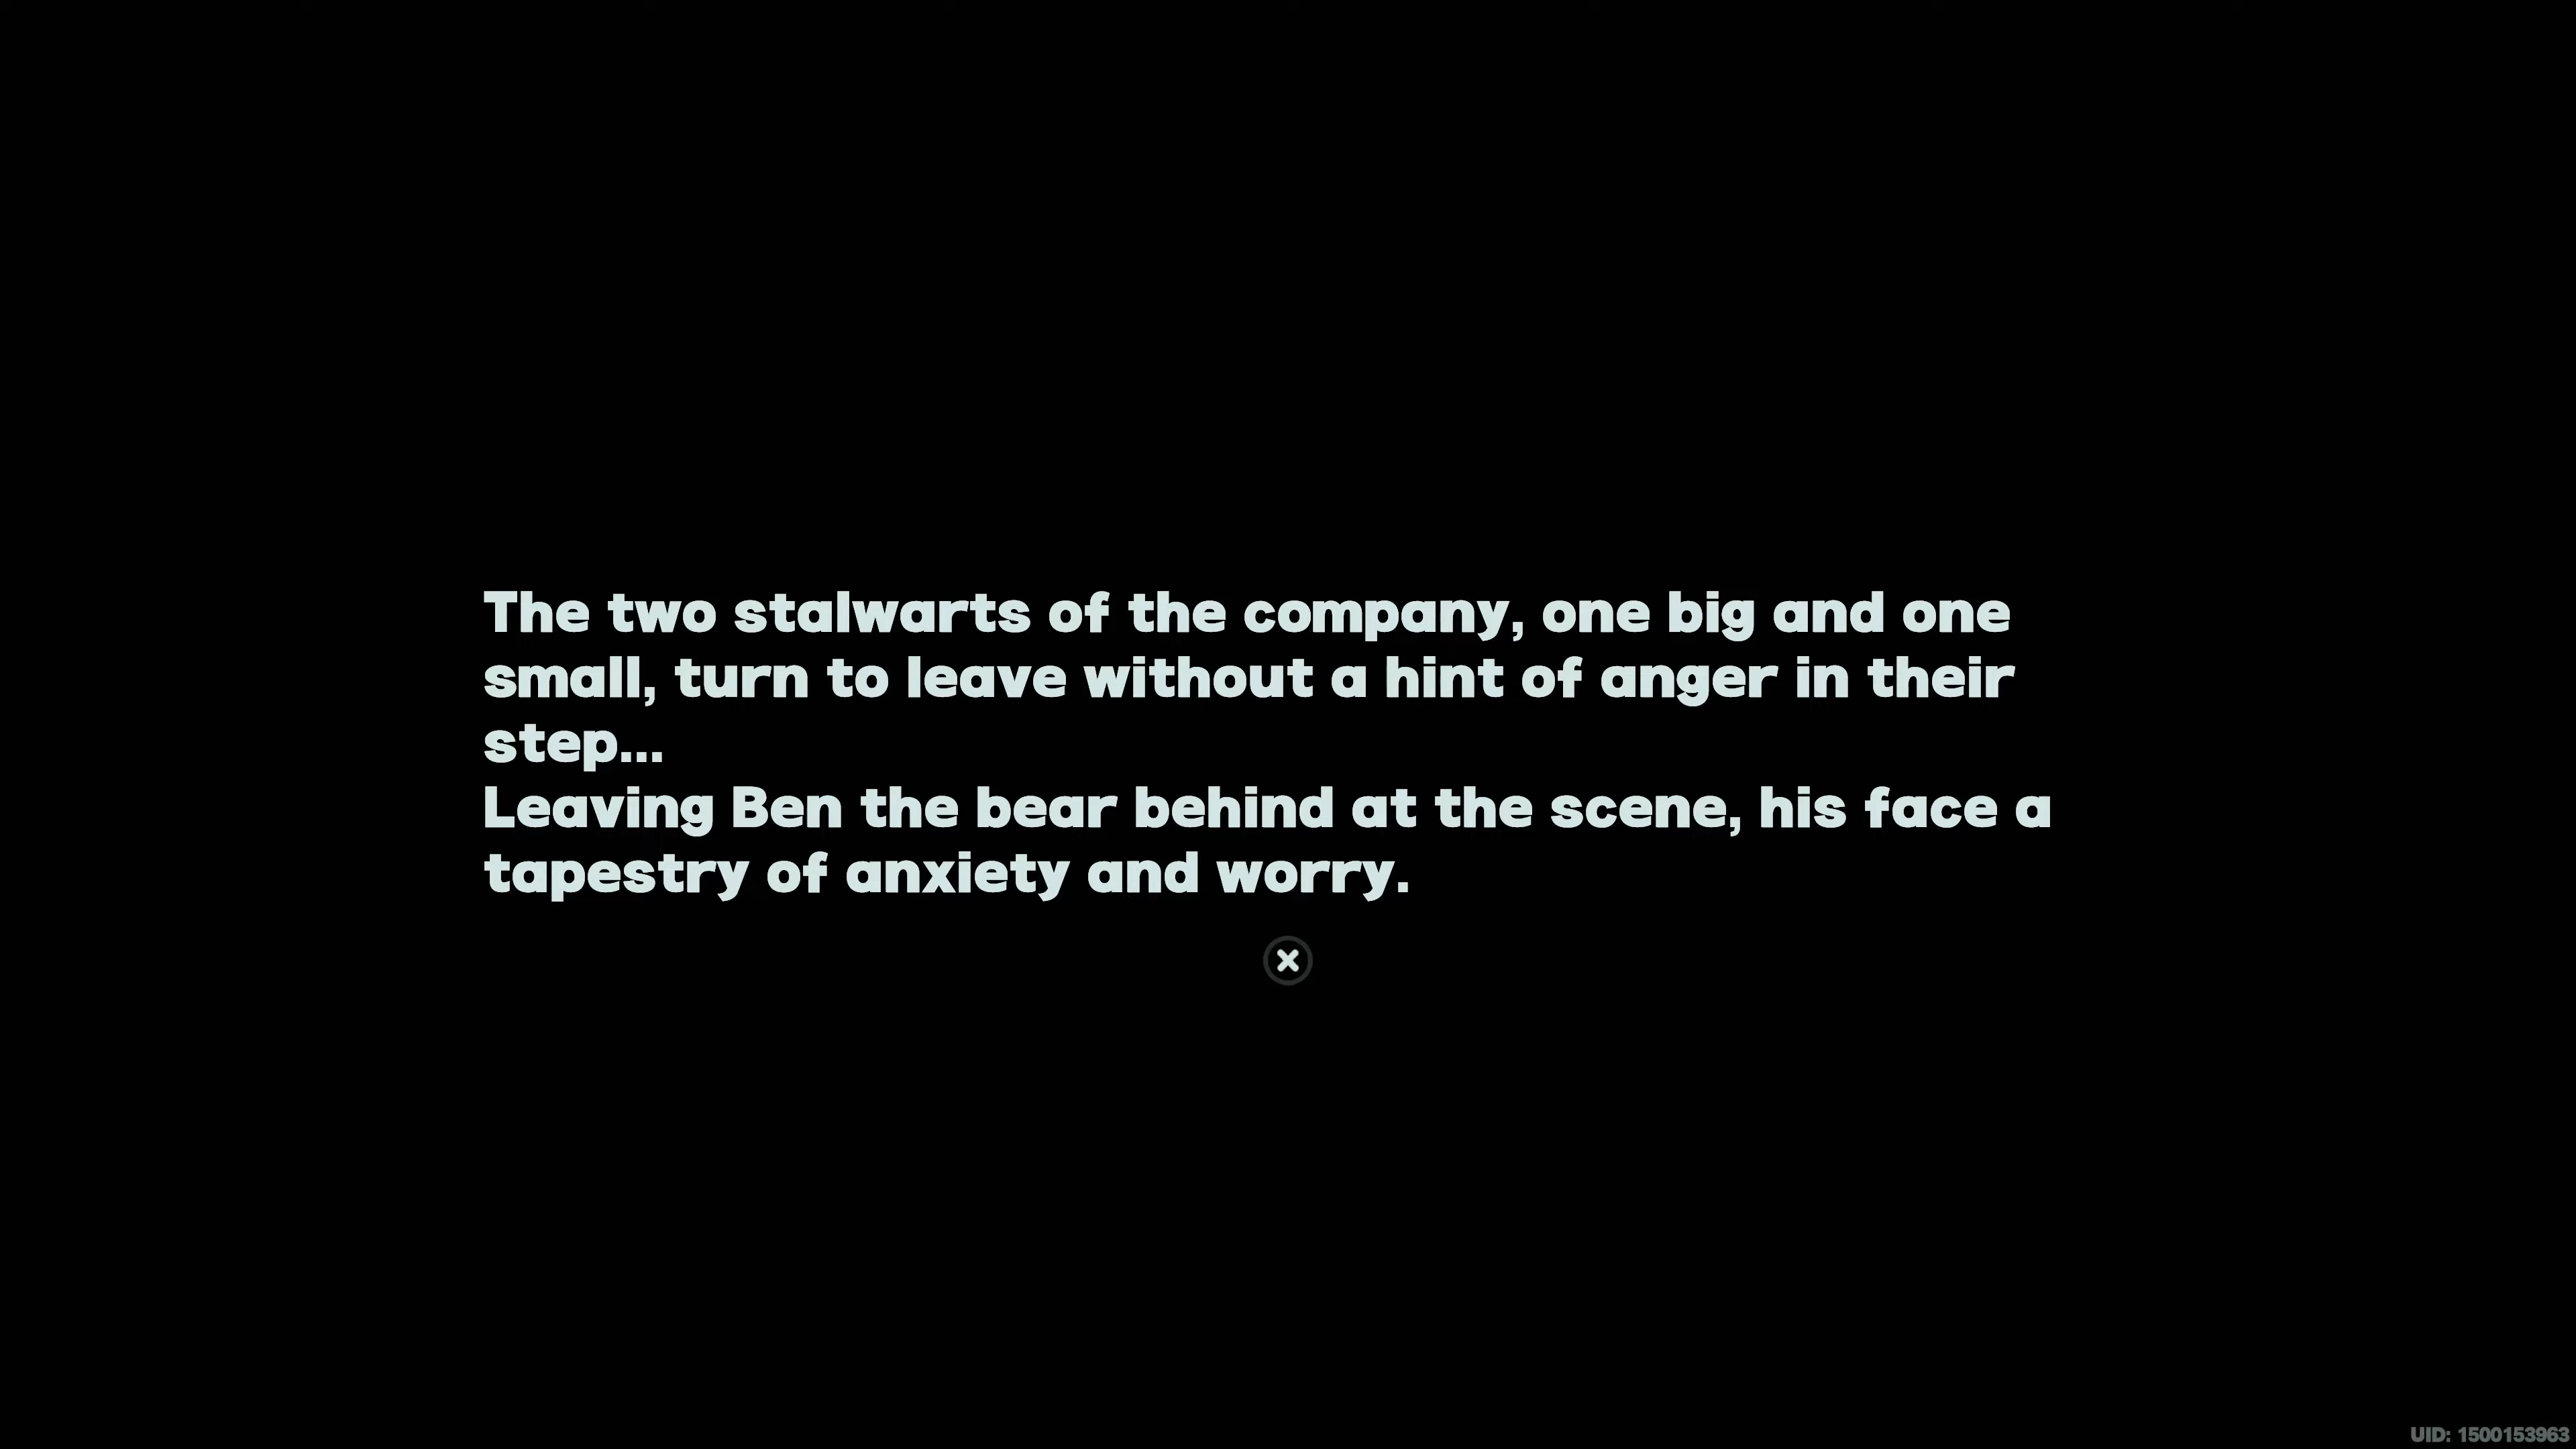 The two stalwarts of the company, one big and one
small, turn to leave without a hint of anger in their
step...
Leaving Ben the bear behind at the scene, his face a
tapestry of anxiety and worry.
UID: 1500153963